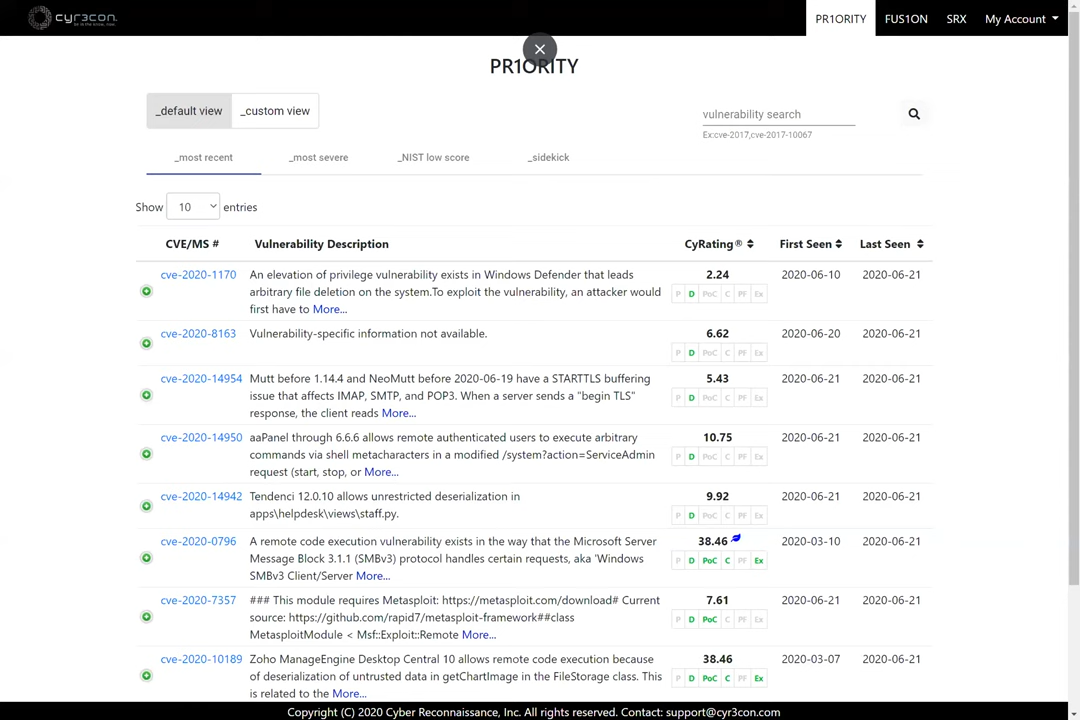 cyr3con.
PR1ORITY FUS1ON SRX My Account
PR1ORITY
_default view _custom view
vulnerability search
Ex:cve-2017,cve-2017-10067
_most recent _most severe _NIST low score _sidekick
Show 10 entries
CVE/MS # Vulnerability Description CyRating® First Seen Last Seen
cve-2020-1170 An elevation of privilege vulnerability exists in Windows Defender that leads 2.24 2020-06-10 2020-06-21
arbitrary file deletion on the system.To exploit the vulnerability, an attacker would P D PoC C PF Ex
first have to More...
cve-2020-8163 Vulnerability-specific information not available. 6.62 2020-06-20 2020-06-21
P D PoC C PF Ex
cve-2020-14954 Mutt before 1.14.4 and NeoMutt before 2020-06-19 have a STARTTLS buffering 5.43 2020-06-21 2020-06-21
issue that affects IMAP, SMTP, and POP3. When a server sends a "begin TLS" P D PoC C PF Ex
response, the client reads More...
cve-2020-14950 aaPanel through 6.6.6 allows remote authenticated users to execute arbitrary 10.75 2020-06-21 2020-06-21
commands via shell metacharacters in a modified /system?action=ServiceAdmin P D PoC C PF Ex
request (start, stop, or More...
cve-2020-14942 Tendenci 12.0.10 allows unrestricted deserialization in 9.92 2020-06-21 2020-06-21
apps\helpdesk\views\staff.py. P D PoC C PF Ex
cve-2020-0796 A remote code execution vulnerability exists in the way that the Microsoft Server 38.46 2020-03-10 2020-06-21
Message Block 3.1.1 (SMBv3) protocol handles certain requests, aka 'Windows P D PoC C PF Ex
SMBv3 Client/Server More...
cve-2020-7357 ### This module requires Metasploit: https://metasploit.com/download# Current 7.61 2020-06-21 2020-06-21
source: https://github.com/rapid7/metasploit-framework##class P D PoC C PF Ex
MetasploitModule < Msf::Exploit::Remote More...
cve-2020-10189 Zoho ManageEngine Desktop Central 10 allows remote code execution because 38.46 2020-03-07 2020-06-21
of deserialization of untrusted data in getChartImage in the FileStorage class. This P D PoC C PF Ex
is related to the More...
Copyright (C) 2020 Cyber Reconnaissance, Inc. All rights reserved. Contact: support@cyr3con.com